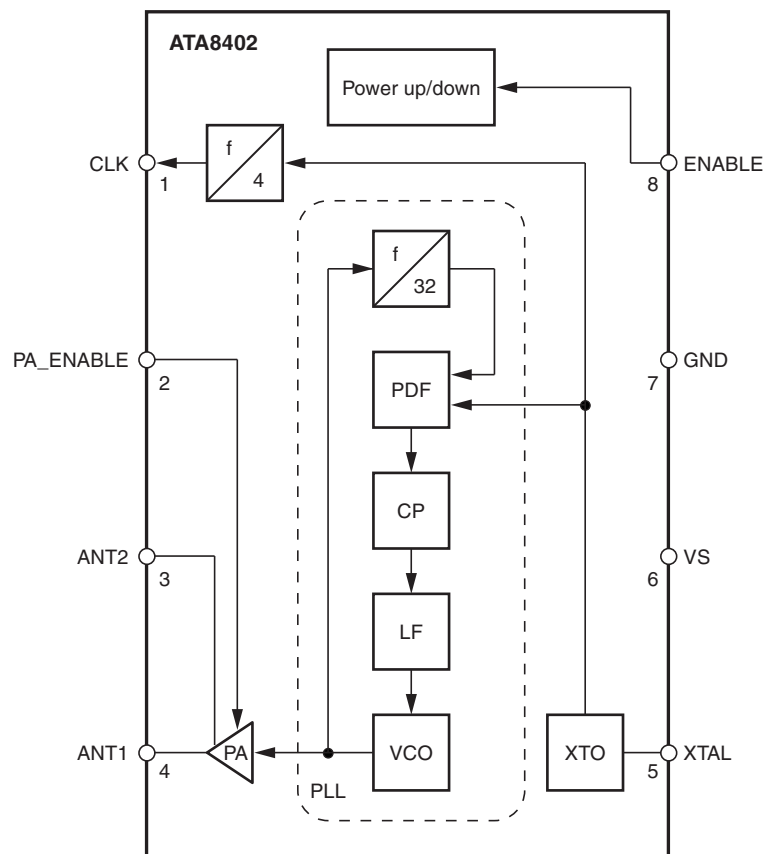 ATA8402
Power up/down
CLK
1
f
4
8
ENABLE
f
32
PA_ENABLE
2
PDF
7
GND
CP
ANT2
3
6
VS
LF
ANT1
4
PA
VCO
XTO
5
XTAL
PLL